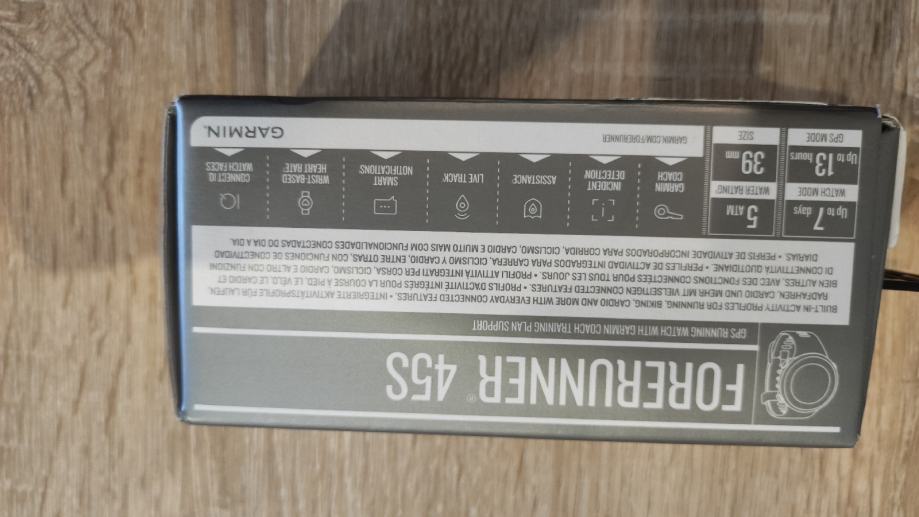 FORERUNNER® 45S
GPS RUNNING WATCH WITH GARMIN COACH TRAINING PLAN SUPPORT
BUILT-IN ACTIVITY PROFILES FOR RUNNING, BIKING, CARDIO AND MORE WITH EVERYDAY CONNECTED FEATURES. • INTEGRIERTE AKTIVITÄTSPROFILE FÜR LAUFEN,
RADFAHREN, CARDIO UND MEHR MIT VIELSEITIGEN CONNECTED FEATURES. • PROFILS D'ACTIVITÉ INTÉGRÉS POUR LA COURSE À PIED, LE VÉLO, LE CARDIO ET
BIEN D'AUTRES, AVEC DES FONCTIONS CONNECTÉES POUR TOUS LES JOURS. • PROFILI ATTIVITÀ INTEGRATI PER CORSA, CICLISMO, CARDIO E ALTRO CON FUNZIONI
DI CONNETTIVITÀ QUOTIDIANE. • PERFILES DE ACTIVIDAD INTEGRADOS PARA CARRERA, CICLISMO Y CARDIO, ENTRE OTRAS, CON FUNCIONES DE CONECTIVIDAD
DIARIAS. • PERFIS DE ATIVIDADE INCORPORADOS PARA CORRIDA, CICLISMO, CARDIO E MUITO MAIS COM FUNCIONALIDADES CONECTADAS DO DIA A DIA.
Up to 7 days
WATCH MODE
Up to 13 hours
GPS MODE
5 ATM
WATER RATING
39 mm
SIZE
GARMIN
COACH
INCIDENT
DETECTION
ASSISTANCE
LIVE TRACK
SMART
NOTIFICATIONS
WRIST-BASED
HEART RATE
CONNECT IQ
WATCH FACES
GARMIN.COM/FORERUNNER
GARMIN.